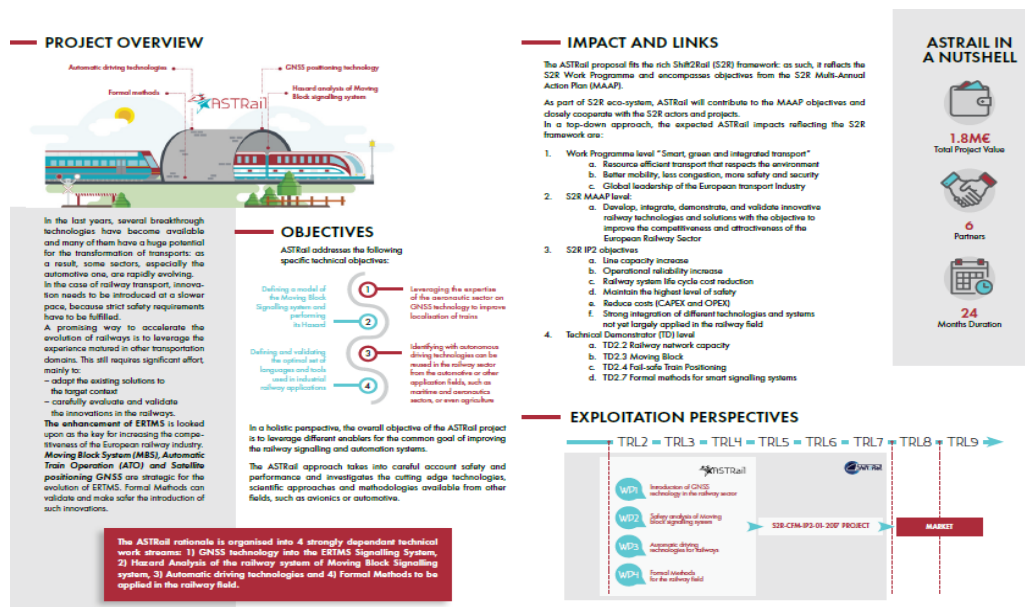 PROJECT OVERVIEW
Automatic driving technologies
GNSS positioning technology
Formal methods
Hazard analysis of Moving
Block signalling system
ASTRail
In the last years, several breakthrough
technologies have become available
and many of them have a huge potential
for the transformation of transports: as
a result, some sectors, especially the
automotive one, are rapidly evolving.
In the case of railway transport, innova-
tion needs to be introduced at a slower
pace, because strict safety requirements
have to be fulfilled.
A promising way to accelerate the
evolution of railways is to leverage the
experience matured in other transportation
domains. This still requires significant effort,
mainly to:
– adapt the existing solutions to
the target context
– carefully evaluate and validate
the innovations in the railways.
The enhancement of ERTMS is looked
upon as the key for increasing the compe-
titiveness of the European railway industry.
Moving Block System (MBS), Automatic
Train Operation (ATO) and Satellite
positioning GNSS are strategic for the
evolution of ERTMS. Formal Methods can
validate and make safer the introduction of
such innovations.
OBJECTIVES
ASTRail addresses the following
specific technical objectives:
Defining a model of
the Moving Block
Signalling system and
performing
its Hazard
1
2
Leveraging the expertise
of the aeronautic sector on
GNSS technology to improve
localisation of trains
Defining and validating
the optimal set of
languages and tools
used in industrial
railway applications
3
4
Identifying with autonomous
driving technologies can be
reused in the railway sector
from the automotive or other
application fields, such as
maritime and aeronautics
sectors, or even agriculture
In a holistic perspective, the overall objective of the ASTRail project
is to leverage different enablers for the common goal of improving
the railway signalling and automation systems.
The ASTRail approach takes into careful account safety and
performance and investigates the cutting edge technologies,
scientific approaches and methodologies available from other
fields, such as avionics or automotive.
The ASTRail rationale is organised into 4 strongly dependant technical
work streams: 1) GNSS technology into the ERTMS Signalling System,
2) Hazard Analysis of the railway system of Moving Block Signalling
system, 3) Automatic driving technologies and 4) Formal Methods to be
applied in the railway field.
IMPACT AND LINKS
The ASTRail proposal fits the rich Shift2Rail (S2R) framework: as such, it reflects the
S2R Work Programme and encompasses objectives from the S2R Multi-Annual
Action Plan (MAAP).
As part of S2R eco-system, ASTRail will contribute to the MAAP objectives and
closely cooperate with the S2R actors and projects.
In a top-down approach, the expected ASTRail impacts reflecting the S2R
framework are:
1. Work Programme level "Smart, green and integrated transport"
a. Resource efficient transport that respects the environment
b. Better mobility, less congestion, more safety and security
c. Global leadership of the European transport Industry
2. S2R MAAP level:
a. Develop, integrate, demonstrate, and validate innovative
railway technologies and solutions with the objective to
improve the competitiveness and attractiveness of the
European Railway Sector
3. S2R IP2 objectives
a. Line capacity increase
b. Operational reliability increase
c. Railway system life cycle cost reduction
d. Maintain the highest level of safety
e. Reduce costs (CAPEX and OPEX)
f. Strong integration of different technologies and systems
not yet largely applied in the railway field
4. Technical Demonstrator (TD) level
a. TD2.2 Railway network capacity
b. TD2.3 Moving Block
c. TD2.4 Fail-safe Train Positioning
d. TD2.7 Formal methods for smart signalling systems
EXPLOITATION PERSPECTIVES
TRL2 TRL3 TRL4 TRL5 TRL6 TRL7 TRL8 TRL9
ASTRail
Shift2Rail
WP1
Introduction of GNSS
technology in the railway sector
WP2
Safety analysis of Moving
block signalling system
WP3
Automatic driving
technologies for railways
WP4
Formal Methods
for the railway field
S2R-CFM-IP2-01-2017 PROJECT
MARKET
ASTRAIL IN
A NUTSHELL
1.8M€
Total Project Value
6
Partners
24
Months Duration